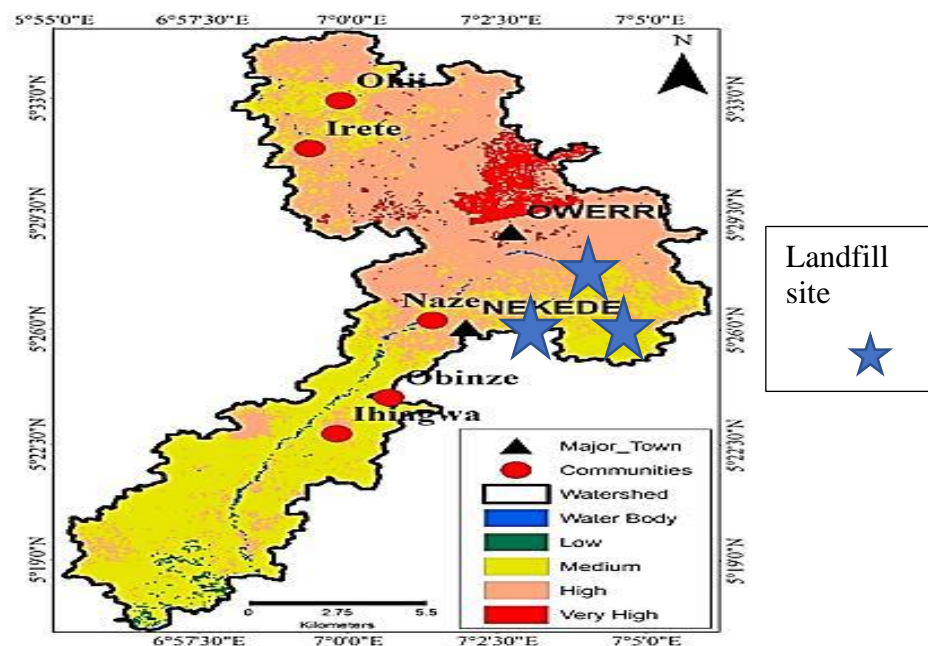 5°55'0"E 6°57'30"E 7°0'0"E 7°2'30"E 7°5'0"E
N
5°33'0"N 5°33'0"N
Ohii
Irete
5°29'30"N 5°29'30"N
OWERRI
Landfill
site
Naze NEKEDE
5°26'0"N 5°26'0"N
Obinze
Ihingwa
5°22'30"N 5°22'30"N
Major_Town
Communities
Watershed
Water Body
Low
Medium
High
Very High
5°19'0"N 5°19'0"N
0 2.75 5.5
Kilometers
6°57'30"E 7°0'0"E 7°2'30"E 7°5'0"E